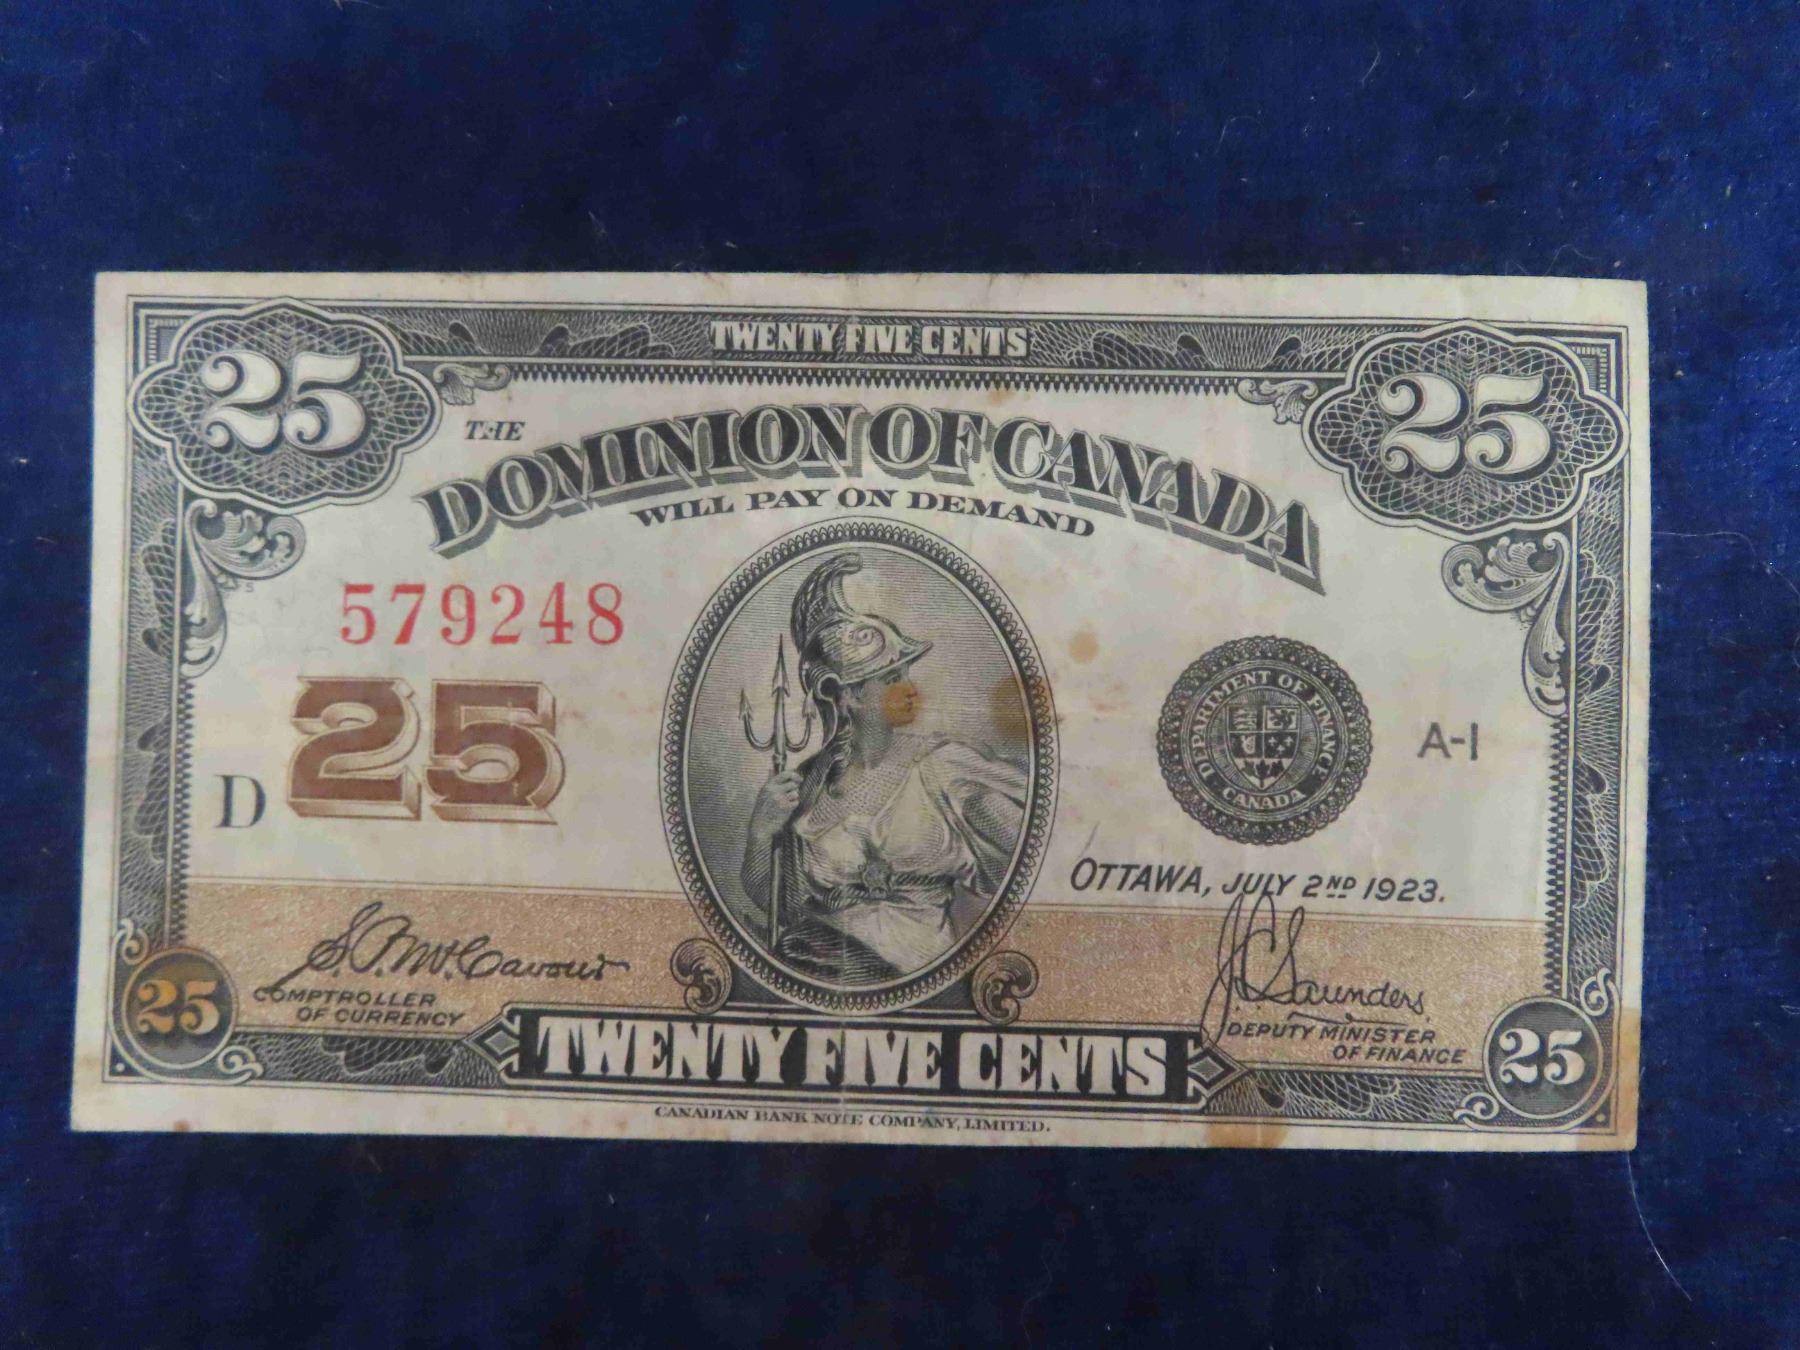 TWENTY FIVE CENTS
25
25
THE
DOMINION OF CANADA
WILL PAY ON DEMAND
579248
25
D
DEPARTMENT OF FINANCE
CANADA
A-1
OTTAWA, JULY 2ND 1923.
J.C. Saunders
COMPTROLLER
OF CURRENCY
DEPUTY MINISTER
OF FINANCE
25
TWENTY FIVE CENTS
25
CANADIAN BANK NOTE COMPANY, LIMITED.